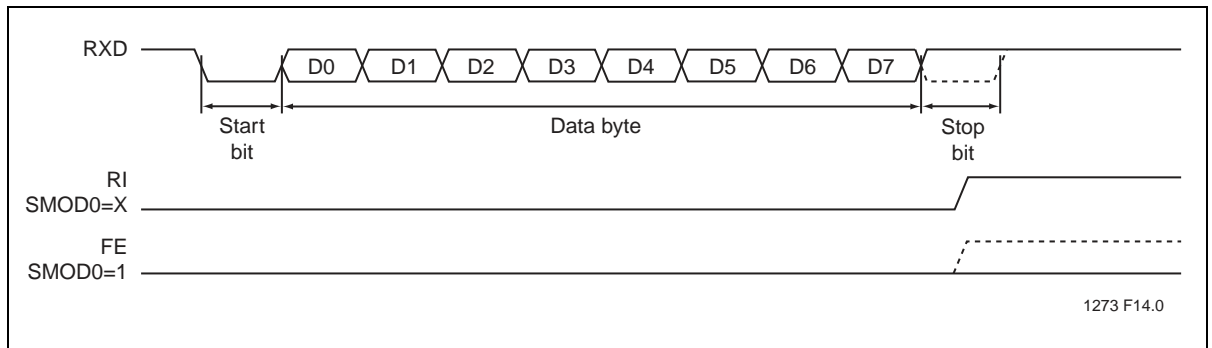 RXD
D0 D1 D2 D3 D4 D5 D6 D7
Start
bit
Data byte
Stop
bit
RI
SMOD0=X
FE
SMOD0=1
1273 F14.0